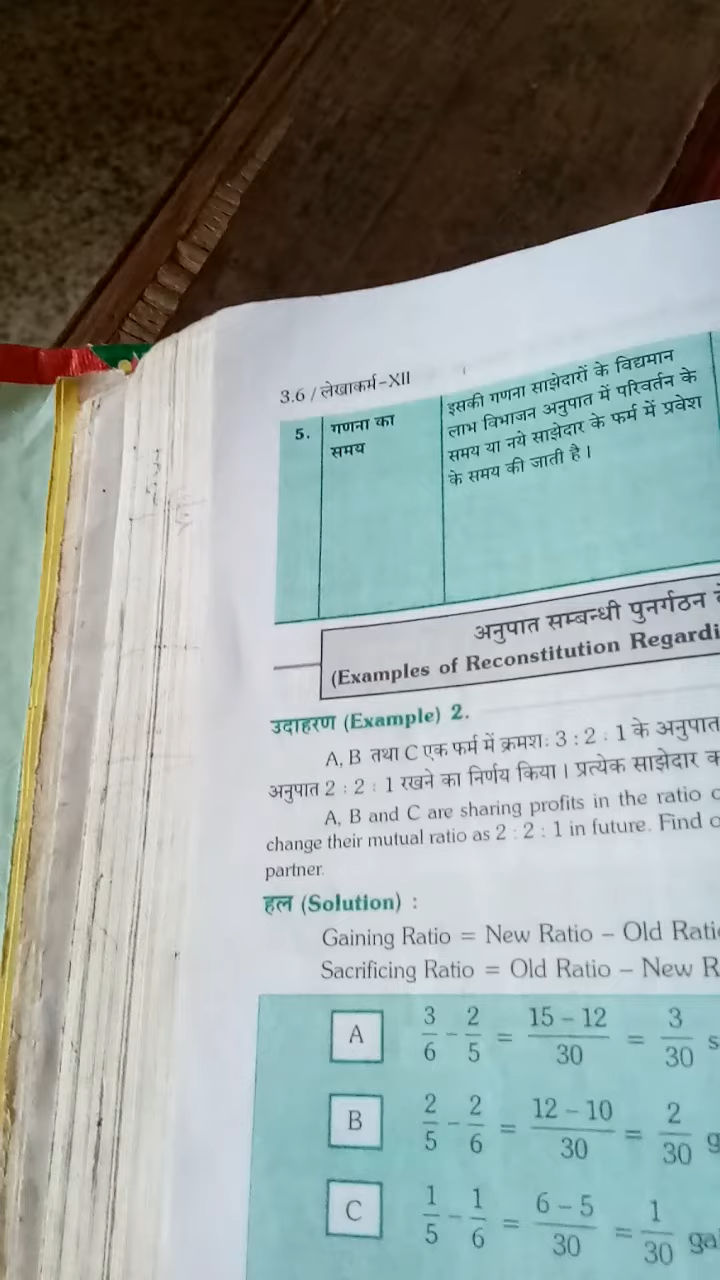 3.6 / लेखाकर्म-XII
5. गणना का समय
इसकी गणना साझेदारों के विद्यमान
लाभ विभाजन अनुपात में परिवर्तन के
समय या नये साझेदार के फर्म में प्रवेश
के समय की जाती है।
अनुपात सम्बन्धी पुनर्गठन
(Examples of Reconstitution Regardi
उदाहरण (Example) 2.
A, B तथा C एक फर्म में क्रमशः 3 : 2 : 1 के अनुपात
अनुपात 2 : 2 : 1 रखने का निर्णय किया। प्रत्येक साझेदार
A, B and C are sharing profits in the ratio
change their mutual ratio as 2 : 2 : 1 in future. Find
partner.
हल (Solution) :
Gaining Ratio = New Ratio – Old Rati
Sacrificing Ratio = Old Ratio – New R
A 3/6 – 2/5 = (15 – 12)/30 = 3/30 s
B 2/5 – 2/6 = (12 – 10)/30 = 2/30 g
C 1/5 – 1/6 = (6 – 5)/30 = 1/30 gai